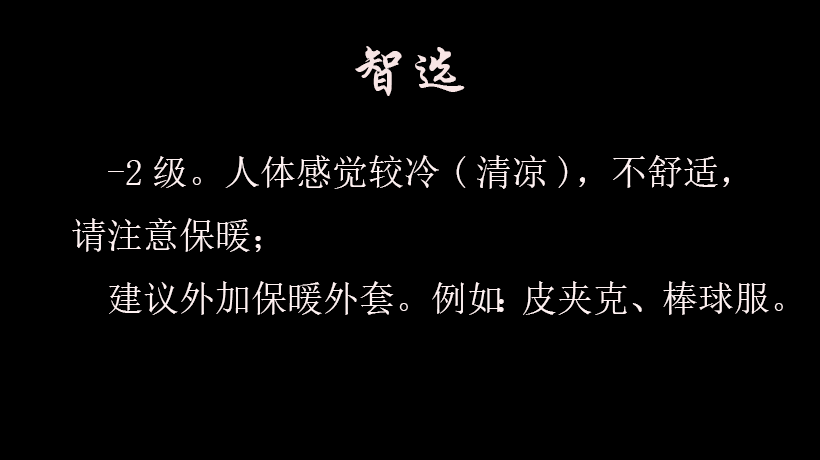 智选
-2 级。人体感觉较冷 ( 清凉 )，不舒适，
请注意保暖；
建议外加保暖外套。例如: 皮夹克、棒球服。